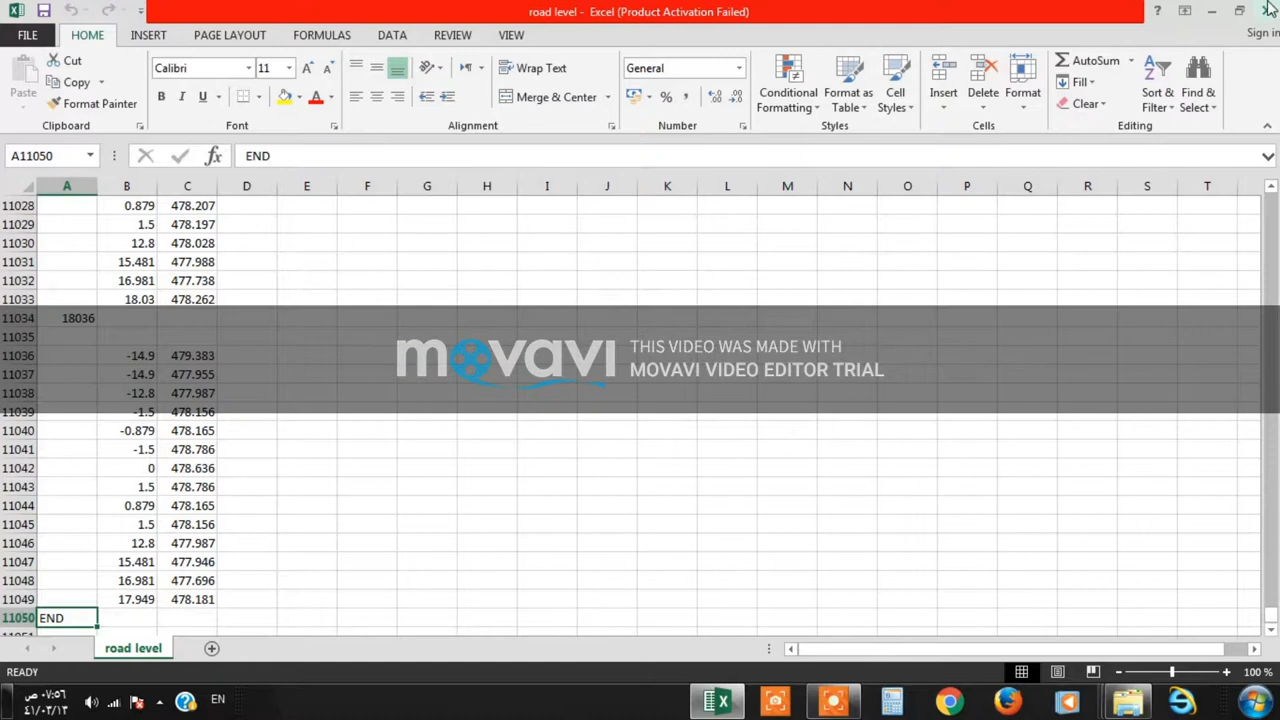 road level - Excel (Product Activation Failed)
Sign in
FILE HOME INSERT PAGE LAYOUT FORMULAS DATA REVIEW VIEW
Paste
Cut
Copy
Format Painter
Clipboard
Calibri 11
B I U
Font
Wrap Text
Merge & Center
Alignment
General
%
Number
Conditional Formatting
Format as Table
Cell Styles
Styles
Insert
Delete
Format
Cells
AutoSum
Fill
Clear
Sort & Filter
Find & Select
Editing
A11050 fx END
A B C D E F G H I J K L M N O P Q R S T
11028 0.879 478.207
11029 1.5 478.197
11030 12.8 478.028
11031 15.481 477.988
11032 16.981 477.738
11033 18.03 478.262
11034 18036
11035
11036 -14.9 479.383
11037 -14.9 477.955
11038 -12.8 477.987
11039 -1.5 478.156
11040 -0.879 478.165
11041 -1.5 478.786
11042 0 478.636
11043 1.5 478.786
11044 0.879 478.165
11045 1.5 478.156
11046 12.8 477.987
11047 15.481 477.946
11048 16.981 477.696
11049 17.949 478.181
11050 END
movavi
THIS VIDEO WAS MADE WITH
MOVAVI VIDEO EDITOR TRIAL
road level
READY
100 %
EN
٠٧:٥٦ ص
٤١/٠٣/١٣